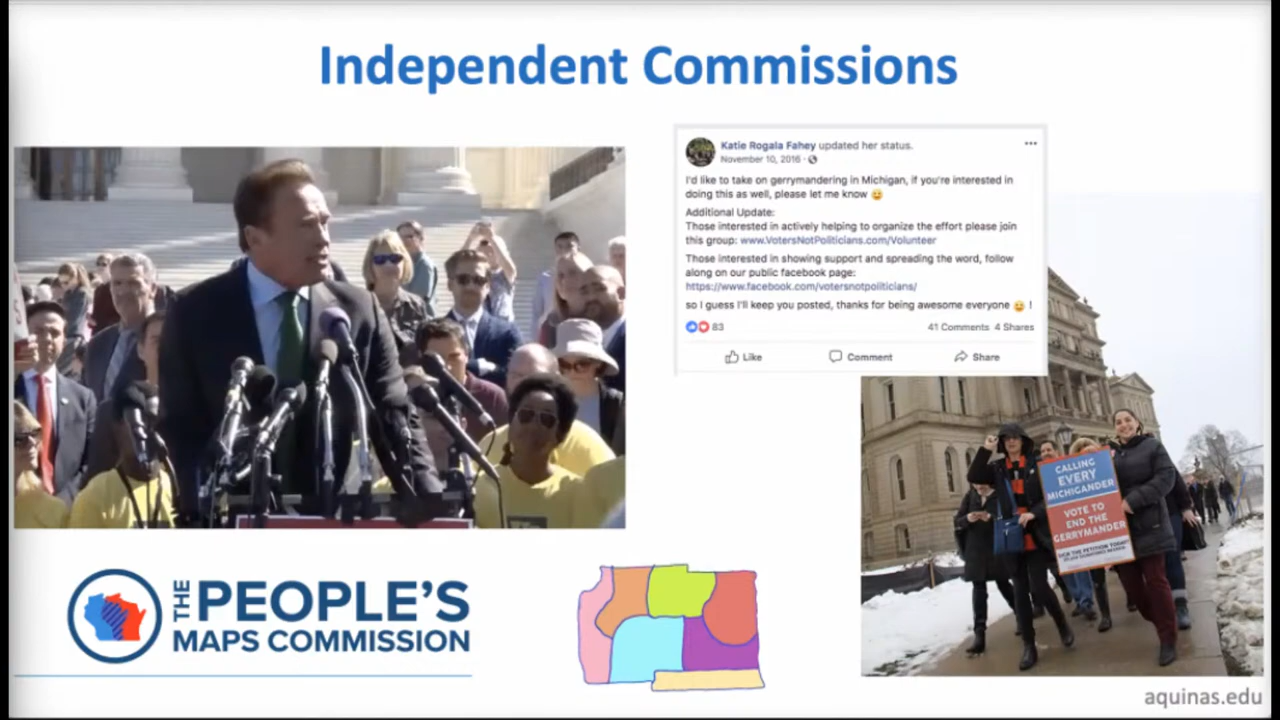 Independent Commissions
Katie Rogala Fahey updated her status.
November 10, 2016 ·
I'd like to take on gerrymandering in Michigan, if you're interested in
doing this as well, please let me know
Additional Update:
Those interested in actively helping to organize the effort please join
this group: www.VotersNotPoliticians.com/Volunteer
Those interested in showing support and spreading the word, follow
along on our public facebook page:
https://www.facebook.com/votersnotpoliticians/
so I guess I'll keep you posted, thanks for being awesome everyone !
83
41 Comments 4 Shares
Like Comment Share
CALLING
EVERY
MICHIGANDER
VOTE TO
END THE
GERRYMANDER
SIGN THE PETITION TODAY
THE PEOPLE'S
MAPS COMMISSION
aquinas.edu